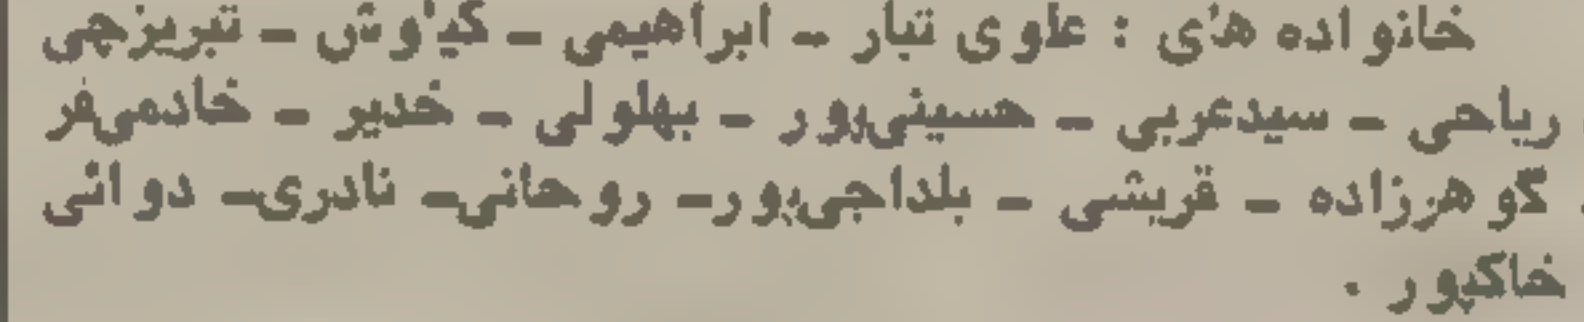 خانواده های : علوی تبار ـ ابراهیمی ـ کیاوش ـ تبریزچی
ریاحی ـ سیدعربی ـ حسینی‌پور ـ بهلولی ـ خدیر ـ خادمی‌فر
گوهرزاده ـ قریشی ـ بلداجی‌پور ـ روحانی ـ نادری ـ دوائی
خاکپور .